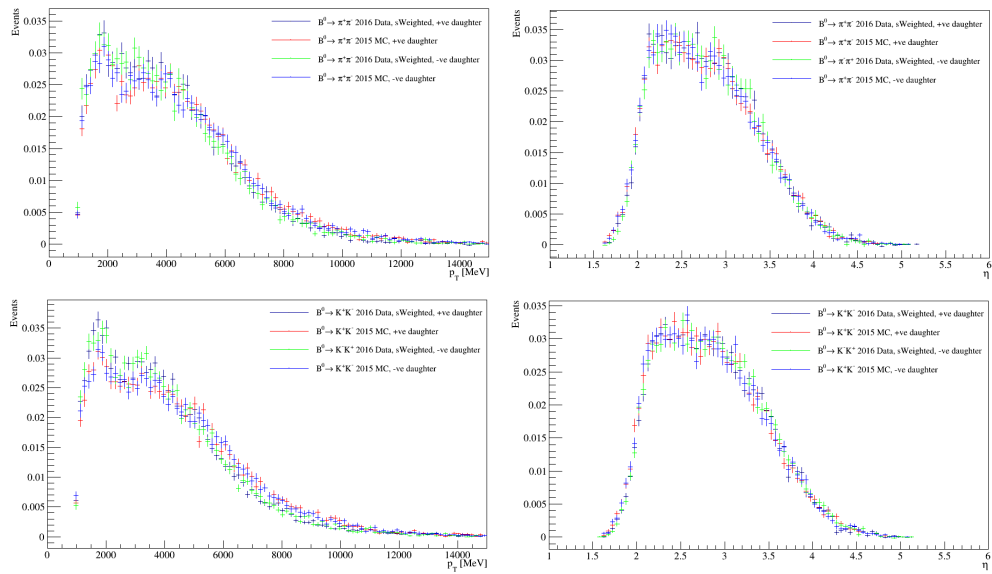 Events
B⁰→ π⁺π⁻ 2016 Data, sWeighted, +ve daughter
B⁰→ π⁺π⁻ 2015 MC, +ve daughter
B⁰→ π⁺π⁻ 2016 Data, sWeighted, -ve daughter
B⁰→ π⁺π⁻ 2015 MC, -ve daughter
0.035
0.03
0.025
0.02
0.015
0.01
0.005
0
0 2000 4000 6000 8000 10000 12000 14000
p_T [MeV]
Events
B⁰→ π⁺π⁻ 2016 Data, sWeighted, +ve daughter
B⁰→ π⁺π⁻ 2015 MC, +ve daughter
B⁰→ π⁻π⁺ 2016 Data, sWeighted, -ve daughter
B⁰→ π⁺π⁻ 2015 MC, -ve daughter
0.035
0.03
0.025
0.02
0.015
0.01
0.005
0
1 1.5 2 2.5 3 3.5 4 4.5 5 5.5 6
η
Events
B⁰→ K⁺K⁻ 2016 Data, sWeighted, +ve daughter
B⁰→ K⁺K⁻ 2015 MC, +ve daughter
B⁰→ K⁻K⁺ 2016 Data, sWeighted, -ve daughter
B⁰→ K⁺K⁻ 2015 MC, -ve daughter
0.035
0.03
0.025
0.02
0.015
0.01
0.005
0
0 2000 4000 6000 8000 10000 12000 14000
p_T [MeV]
Events
B⁰→ K⁺K⁻ 2016 Data, sWeighted, +ve daughter
B⁰→ K⁺K⁻ 2015 MC, +ve daughter
B⁰→ K⁻K⁺ 2016 Data, sWeighted, -ve daughter
B⁰→ K⁺K⁻ 2015 MC, -ve daughter
0.035
0.03
0.025
0.02
0.015
0.01
0.005
0
1 1.5 2 2.5 3 3.5 4 4.5 5 5.5 6
η